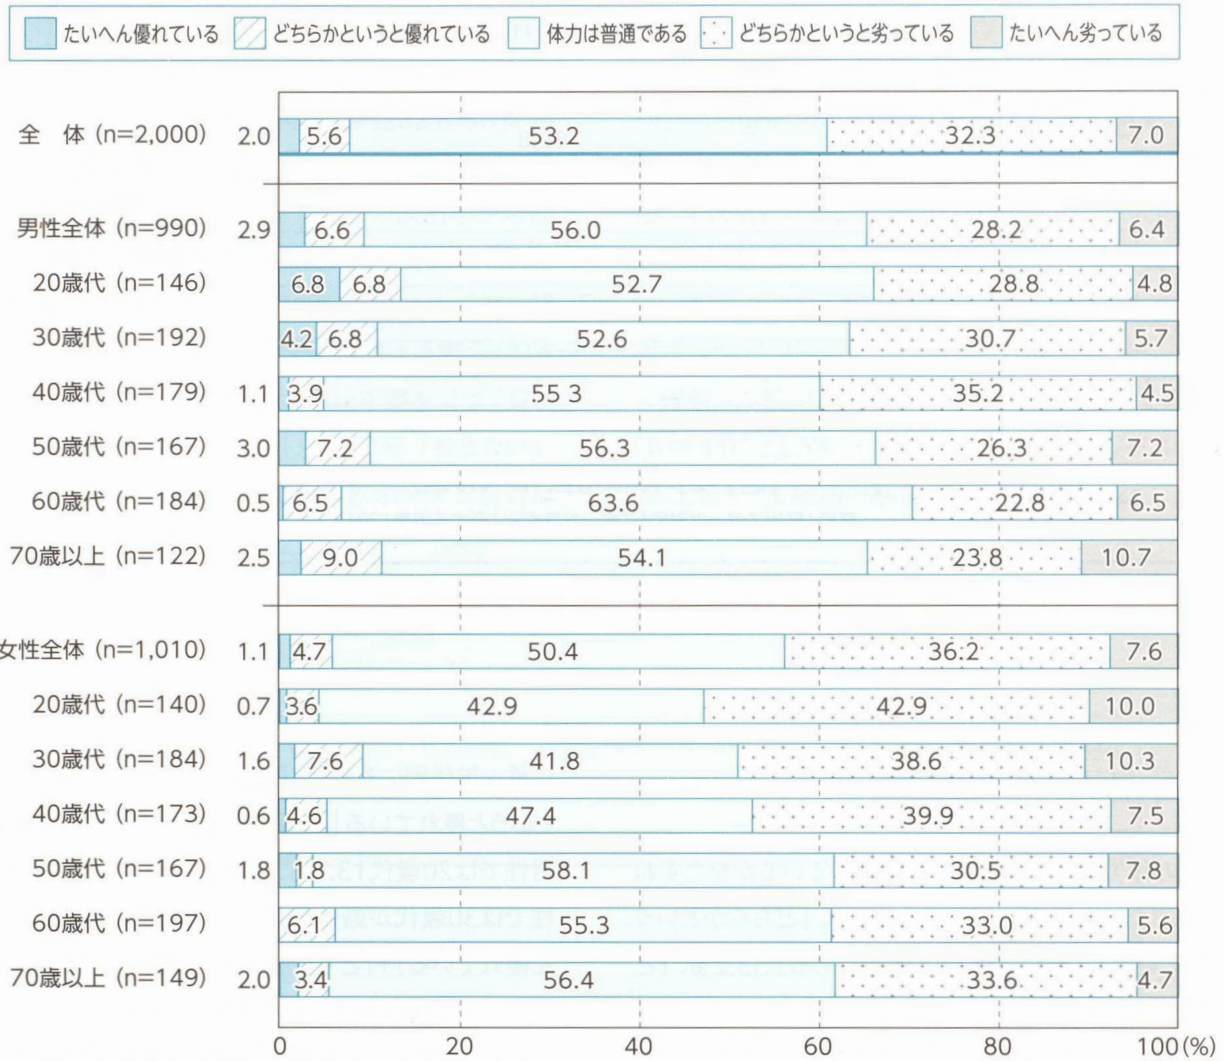 たいへん優れている どちらかというと優れている 体力は普通である どちらかというと劣っている たいへん劣っている
全 体 (n=2,000) 2.0 5.6 53.2 32.3 7.0
男性全体 (n=990) 2.9 6.6 56.0 28.2 6.4
20歳代 (n=146) 6.8 6.8 52.7 28.8 4.8
30歳代 (n=192) 4.2 6.8 52.6 30.7 5.7
40歳代 (n=179) 1.1 3.9 55 3 35.2 4.5
50歳代 (n=167) 3.0 7.2 56.3 26.3 7.2
60歳代 (n=184) 0.5 6.5 63.6 22.8 6.5
70歳以上 (n=122) 2.5 9.0 54.1 23.8 10.7
女性全体 (n=1,010) 1.1 4.7 50.4 36.2 7.6
20歳代 (n=140) 0.7 3.6 42.9 42.9 10.0
30歳代 (n=184) 1.6 7.6 41.8 38.6 10.3
40歳代 (n=173) 0.6 4.6 47.4 39.9 7.5
50歳代 (n=167) 1.8 1.8 58.1 30.5 7.8
60歳代 (n=197) 6.1 55.3 33.0 5.6
70歳以上 (n=149) 2.0 3.4 56.4 33.6 4.7
0 20 40 60 80 100(%)